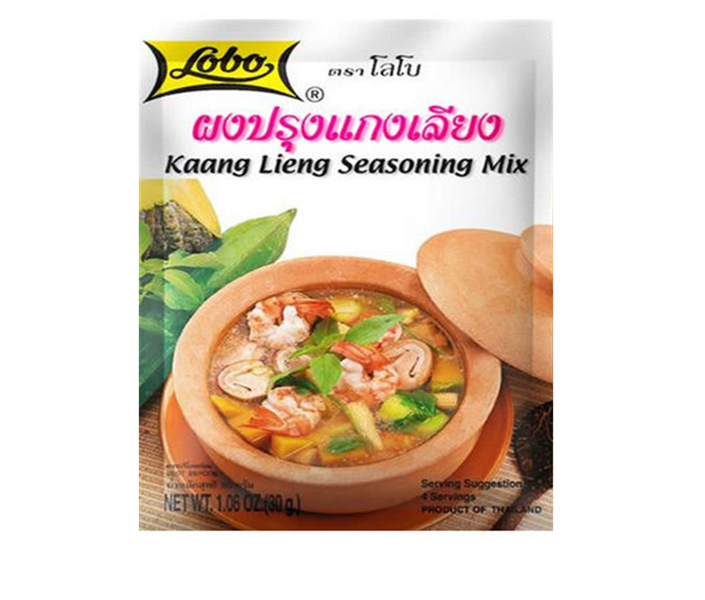 Lobo
®
ตรา โลโบ
ผงปรุงแกงเลียง
Kaang Lieng Seasoning Mix
Serving Suggestion
4 Servings
NET WT. 1.06 OZ (30 g.)
PRODUCT OF THAILAND